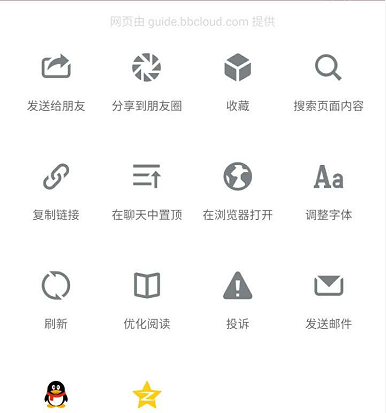 网页由 guide.bbcloud.com 提供
发送给朋友 分享到朋友圈 收藏 搜索页面内容
Aa
复制链接 在聊天中置顶 在浏览器打开 调整字体
刷新 优化阅读 投诉 发送邮件